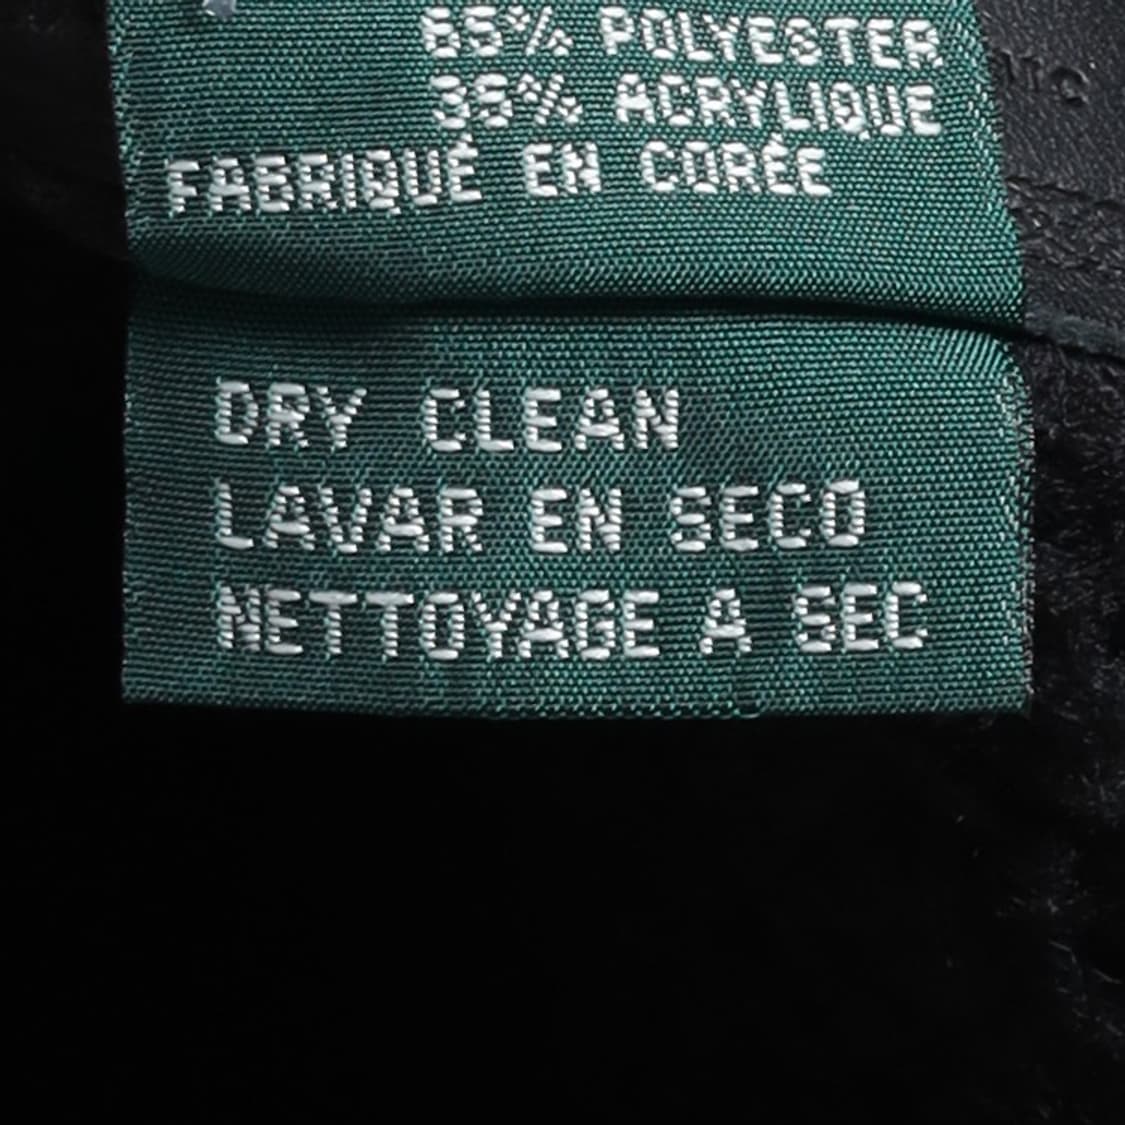 65% POLYESTER
35% ACRYLIQUE
FABRIQUÉ EN CORÉE
DRY CLEAN
LAVAR EN SECO
NETTOYAGE A SEC